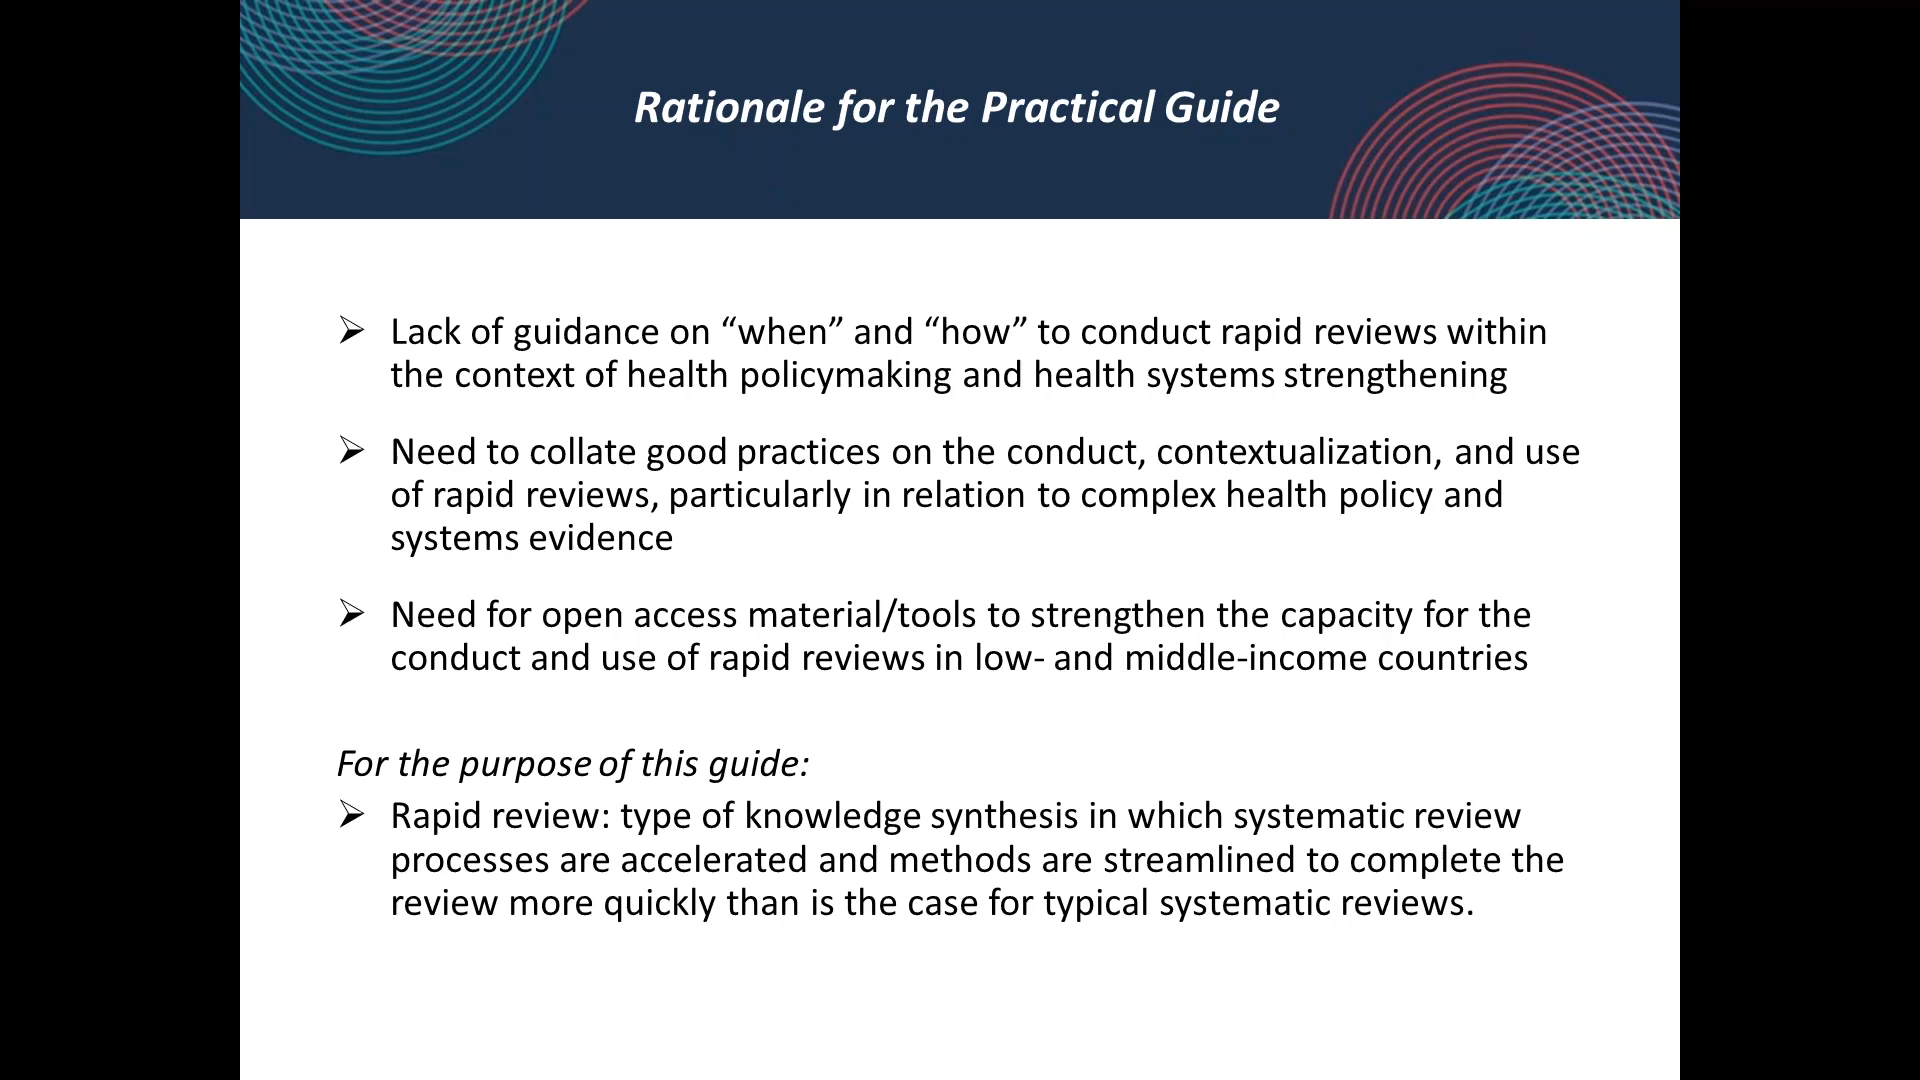 Rationale for the Practical Guide
➢ Lack of guidance on “when” and “how” to conduct rapid reviews within
the context of health policymaking and health systems strengthening
➢ Need to collate good practices on the conduct, contextualization, and use
of rapid reviews, particularly in relation to complex health policy and
systems evidence
➢ Need for open access material/tools to strengthen the capacity for the
conduct and use of rapid reviews in low- and middle-income countries
For the purpose of this guide:
➢ Rapid review: type of knowledge synthesis in which systematic review
processes are accelerated and methods are streamlined to complete the
review more quickly than is the case for typical systematic reviews.